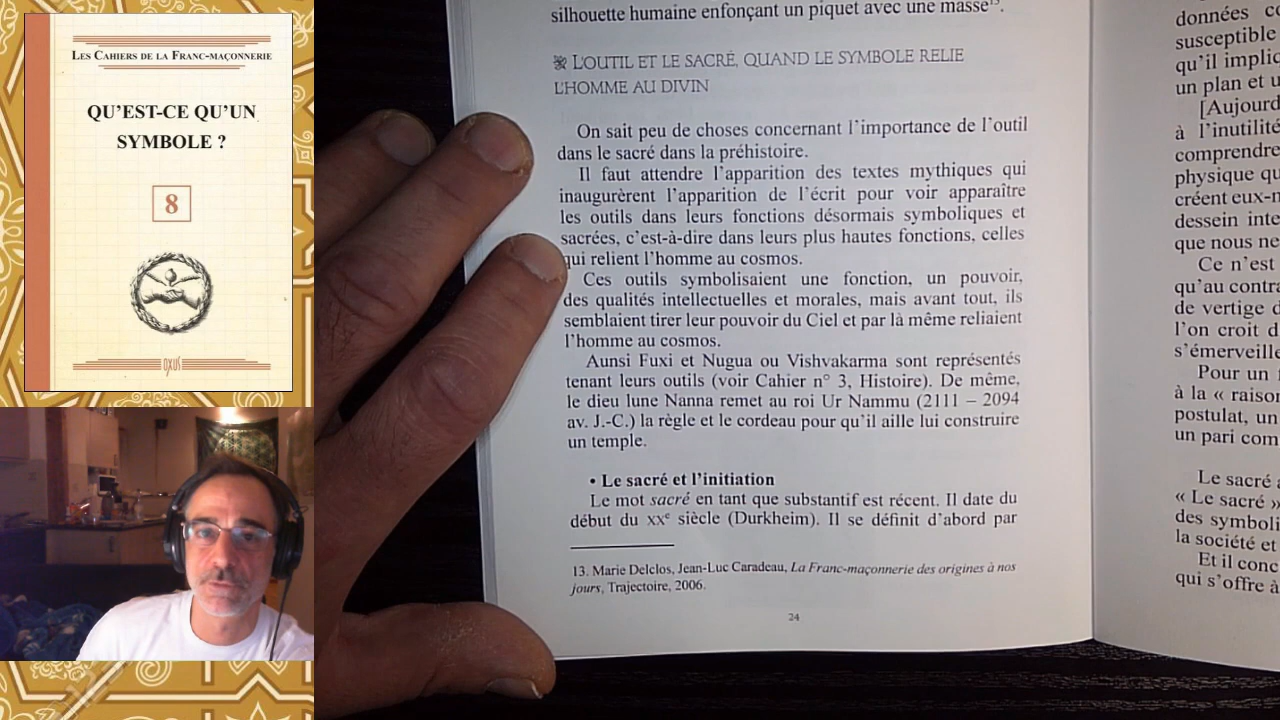 LES CAHIERS DE LA FRANC-MAÇONNERIE
QU'EST-CE QU'UN
SYMBOLE ?
8
OXUS
silhouette humaine enfonçant un piquet avec une masse¹³.
L'OUTIL ET LE SACRÉ, QUAND LE SYMBOLE RELIE
L'HOMME AU DIVIN
On sait peu de choses concernant l'importance de l'outil
dans le sacré dans la préhistoire.
Il faut attendre l'apparition des textes mythiques qui
inaugurèrent l'apparition de l'écrit pour voir apparaître
les outils dans leurs fonctions désormais symboliques et
sacrées, c'est-à-dire dans leurs plus hautes fonctions, celles
qui relient l'homme au cosmos.
Ces outils symbolisaient une fonction, un pouvoir,
des qualités intellectuelles et morales, mais avant tout, ils
semblaient tirer leur pouvoir du Ciel et par là même reliaient
l'homme au cosmos.
Ainsi Fuxi et Nugua ou Vishvakarma sont représentés
tenant leurs outils (voir Cahier n° 3, Histoire). De même,
le dieu lune Nanna remet au roi Ur Nammu (2111 – 2094
av. J.-C.) la règle et le cordeau pour qu'il aille lui construire
un temple.
• Le sacré et l'initiation
Le mot sacré en tant que substantif est récent. Il date du
début du XXe siècle (Durkheim). Il se définit d'abord par
13. Marie Delclos, Jean-Luc Caradeau, La Franc-maçonnerie des origines à nos
jours, Trajectoire, 2006.
24
données
susceptible
qu'il
un plan et
[Aujourd
à l'inutilité
comprendre
physique
créent
dessein
que nous
Ce n'est
qu'au
de vertige
l'on croit
s'émerveille
Pour un
à la « raison
postulat, un
un pari
Le sacré
« Le sacré »
des
la société et
Et il
qui s'offre à